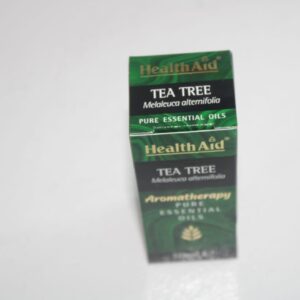 HealthAid®
TEA TREE
Melaleuca alternifolia
PURE ESSENTIAL OILS
HealthAid®
TEA TREE
Melaleuca alternifolia
Aromatherapy
PURE
ESSENTIAL
OILS